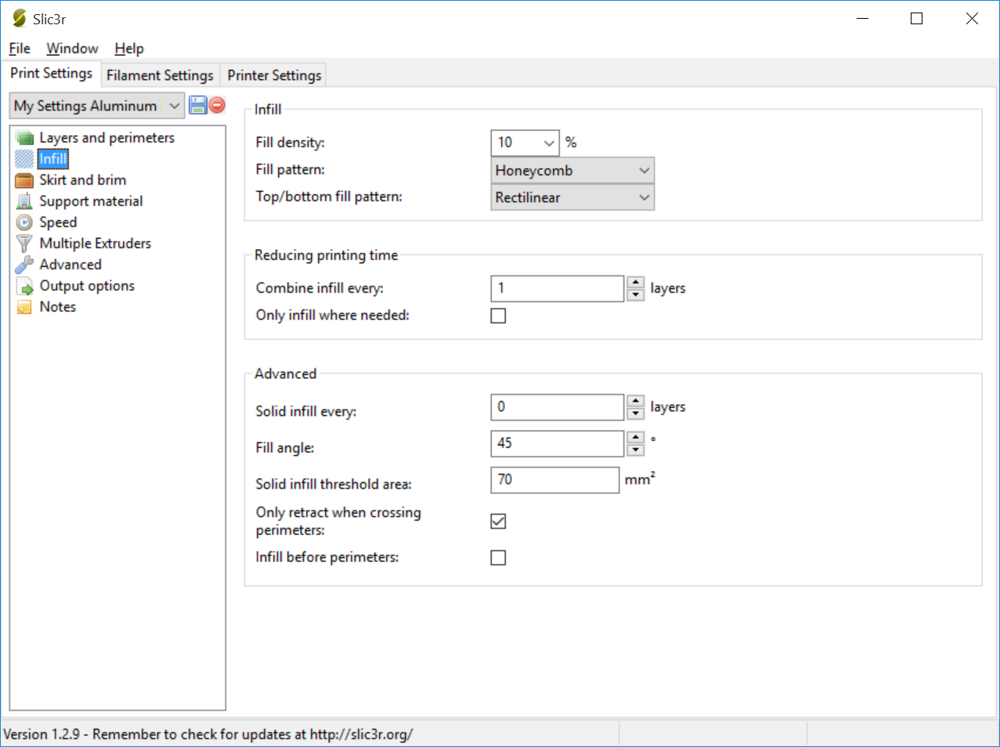 Slic3r
File Window Help
Print Settings Filament Settings Printer Settings
My Settings Aluminum
Layers and perimeters
Infill
Skirt and brim
Support material
Speed
Multiple Extruders
Advanced
Output options
Notes
Infill
Fill density: 10 %
Fill pattern: Honeycomb
Top/bottom fill pattern: Rectilinear
Reducing printing time
Combine infill every: 1 layers
Only infill where needed:
Advanced
Solid infill every: 0 layers
Fill angle: 45 °
Solid infill threshold area: 70 mm²
Only retract when crossing
perimeters:
Infill before perimeters:
Version 1.2.9 - Remember to check for updates at http://slic3r.org/